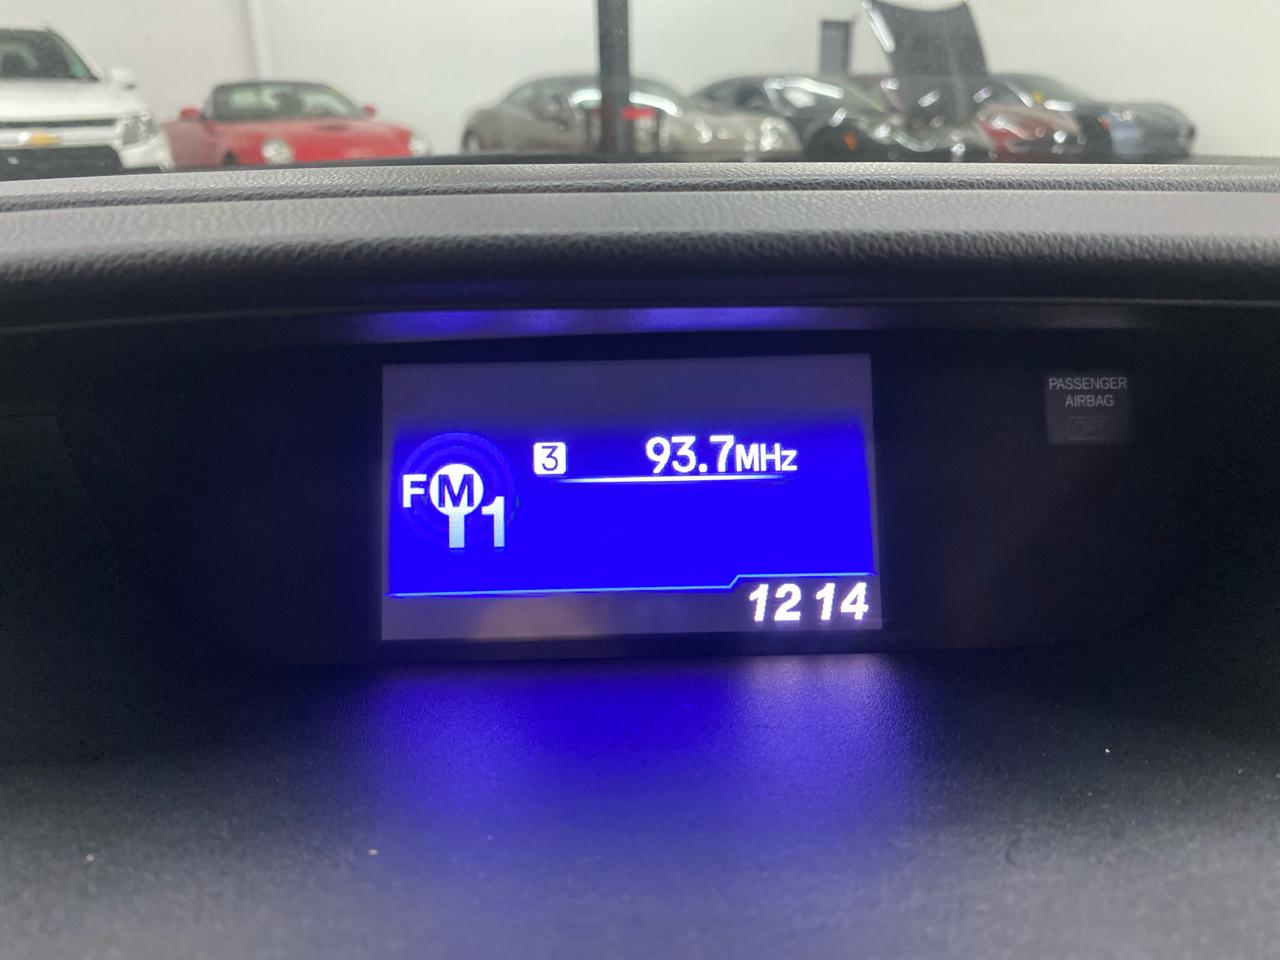 PASSENGER
AIRBAG
3 93.7MHz
FM1
12 14